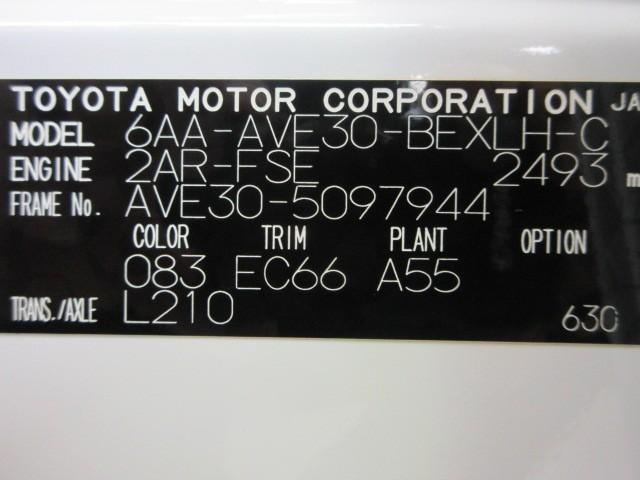 TOYOTA MOTOR CORPORATION JA
MODEL 6AA-AVE30-BEXLH-C
ENGINE 2AR-FSE 2493 m
FRAME No. AVE30-5097944
COLOR TRIM PLANT OPTION
083 EC66 A55
TRANS./AXLE L210 630